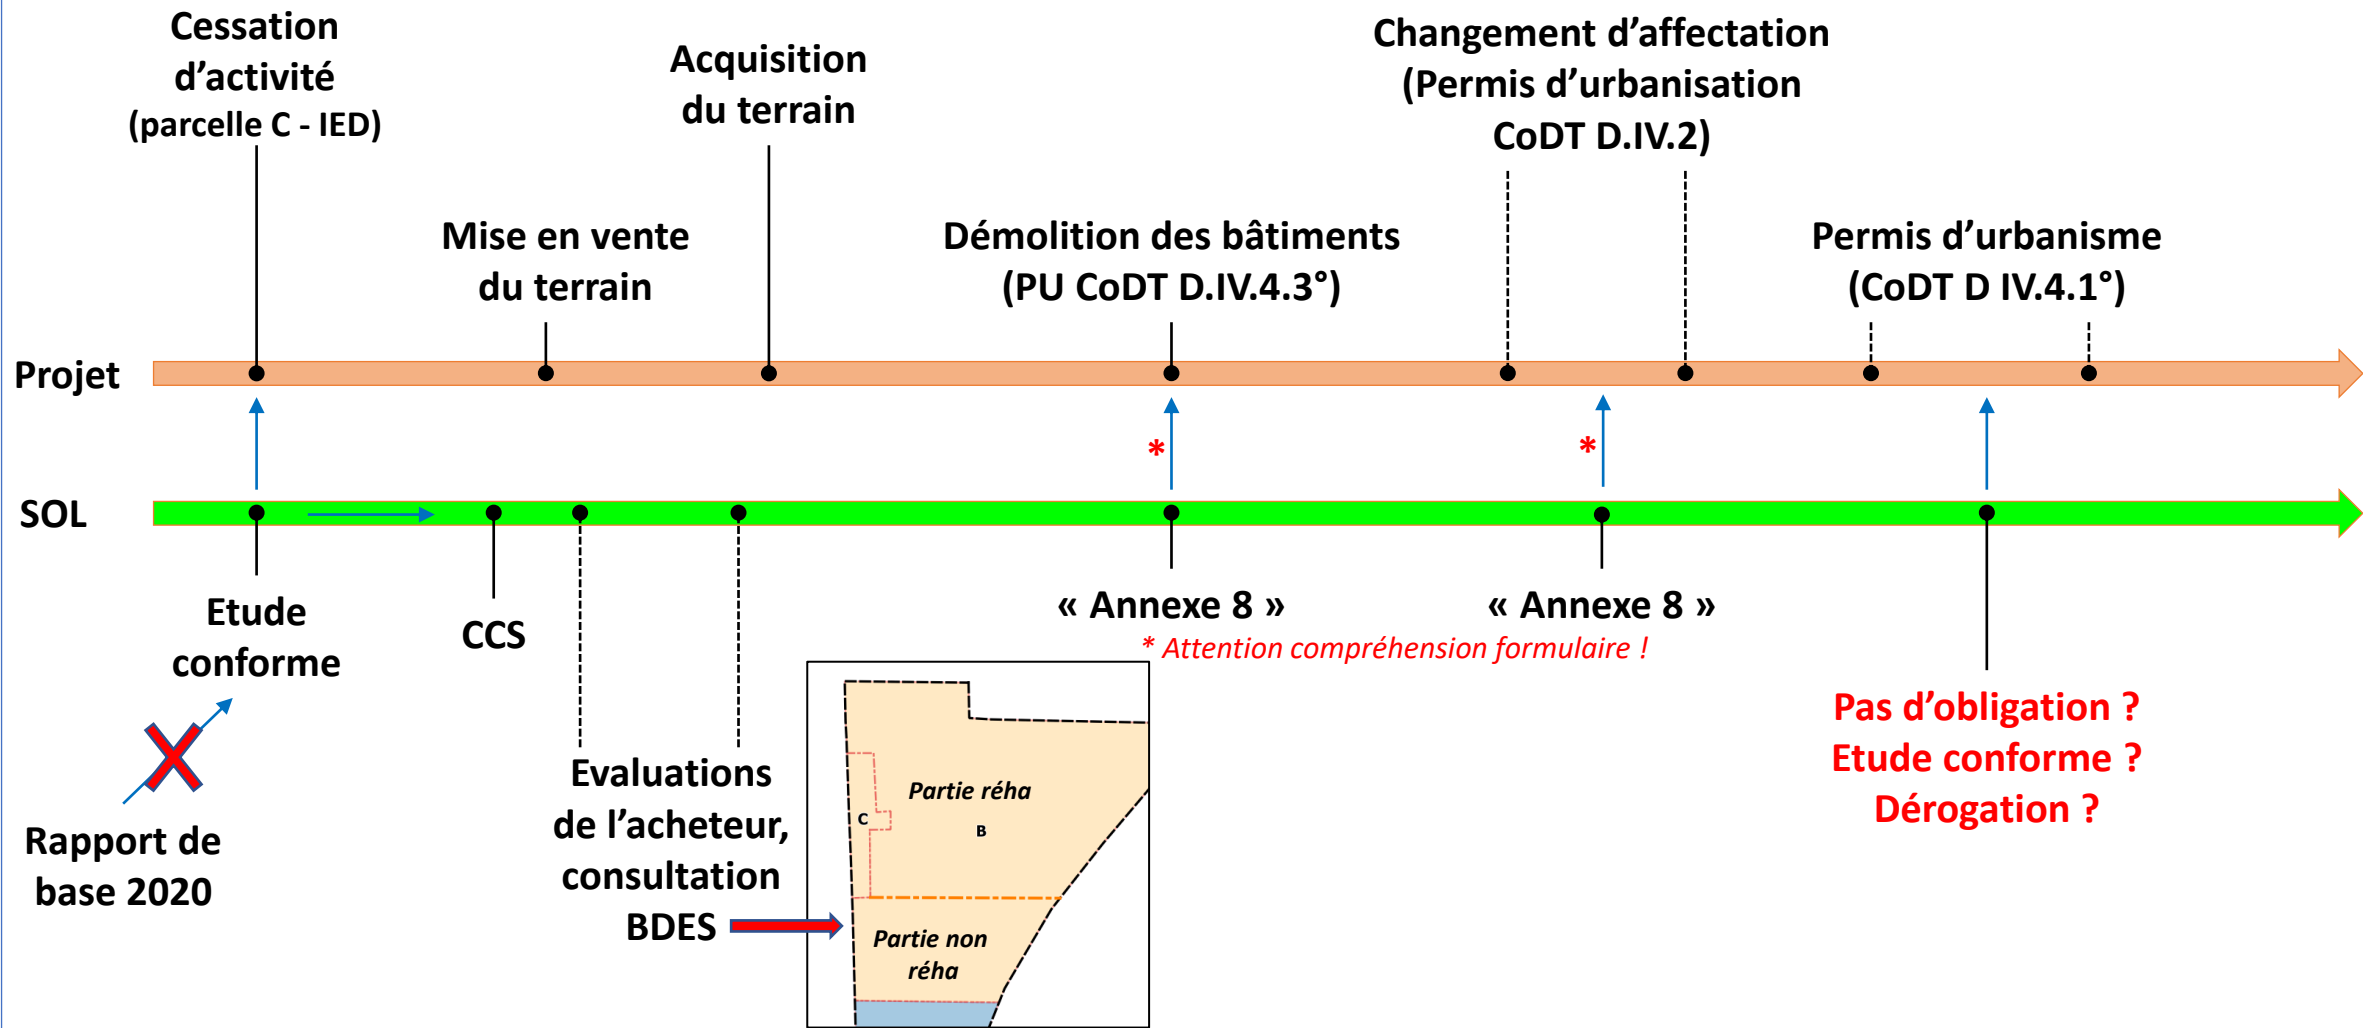 Cessation
d’activité
(parcelle C - IED)
Acquisition
du terrain
Changement d’affectation
(Permis d’urbanisation
CoDT D.IV.2)
Mise en vente
du terrain
Démolition des bâtiments
(PU CoDT D.IV.4.3°)
Permis d’urbanisme
(CoDT D IV.4.1°)
Projet
*
*
SOL
Etude
conforme
CCS
« Annexe 8 »
« Annexe 8 »
* Attention compréhension formulaire !
Rapport de
base 2020
Evaluations
de l’acheteur,
consultation
BDES
Partie réha
C
B
Partie non
réha
Pas d’obligation ?
Etude conforme ?
Dérogation ?